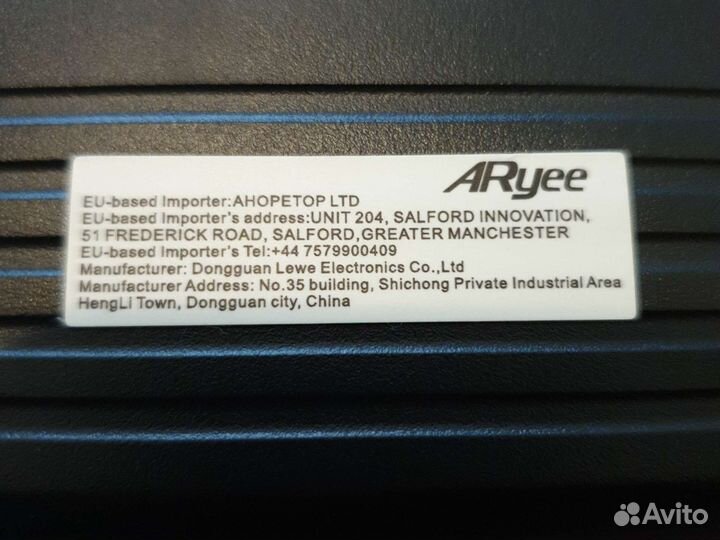 ARyee
EU-based Importer:AHOPETOP LTD
EU-based Importer's address:UNIT 204, SALFORD INNOVATION,
51 FREDERICK ROAD, SALFORD,GREATER MANCHESTER
EU-based Importer's Tel:+44 7579900409
Manufacturer: Dongguan Lewe Electronics Co.,Ltd
Manufacturer Address: No.35 building, Shichong Private Industrial Area
HengLi Town, Dongguan city, China
Avito